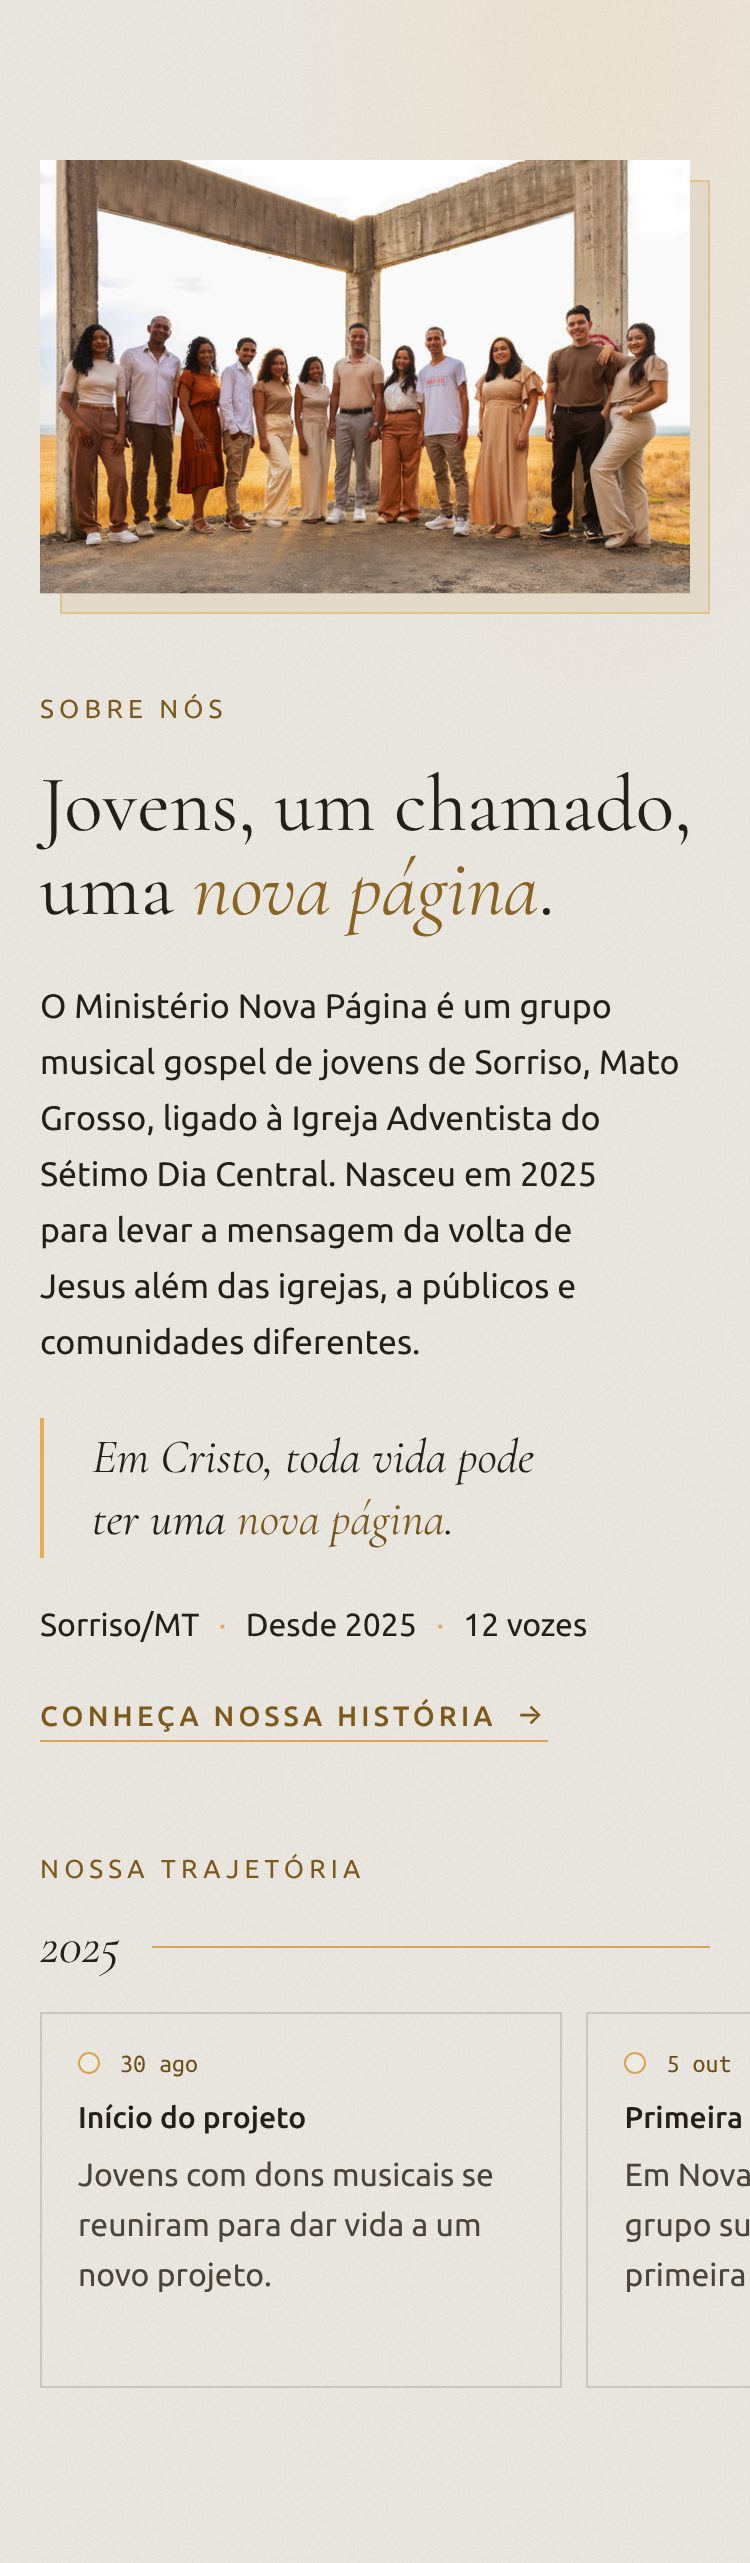 SOBRE NÓS
Jovens, um chamado,
uma nova página.
O Ministério Nova Página é um grupo
musical gospel de jovens de Sorriso, Mato
Grosso, ligado à Igreja Adventista do
Sétimo Dia Central. Nasceu em 2025
para levar a mensagem da volta de
Jesus além das igrejas, a públicos e
comunidades diferentes.
Em Cristo, toda vida pode
ter uma nova página.
Sorriso/MT · Desde 2025 · 12 vozes
CONHEÇA NOSSA HISTÓRIA →
NOSSA TRAJETÓRIA
2025
30 ago
Início do projeto
Jovens com dons musicais se
reuniram para dar vida a um
novo projeto.
5 out
Primeira
Em Nova
grupo su
primeira